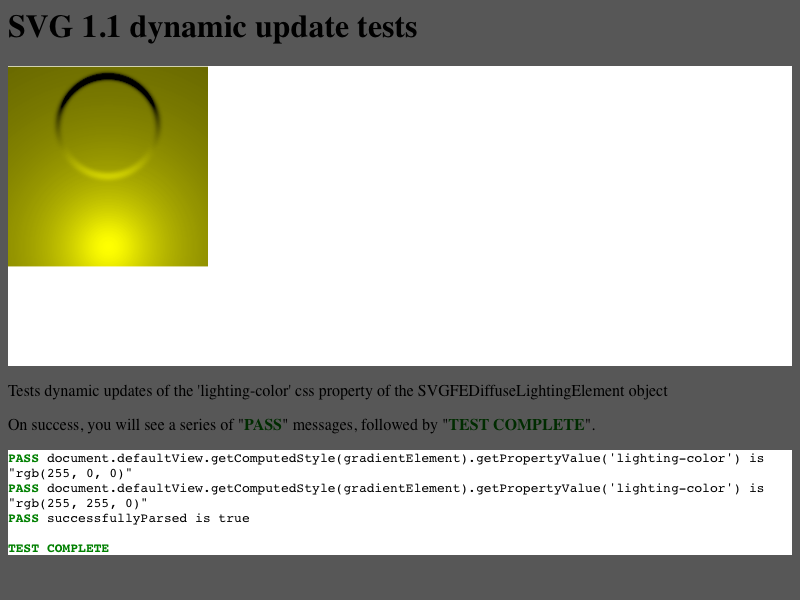 SVG 1.1 dynamic update tests
Tests dynamic updates of the 'lighting-color' css property of the SVGFEDiffuseLightingElement object
On success, you will see a series of "PASS" messages, followed by "TEST COMPLETE".
PASS document.defaultView.getComputedStyle(gradientElement).getPropertyValue('lighting-color') is
"rgb(255, 0, 0)"
PASS document.defaultView.getComputedStyle(gradientElement).getPropertyValue('lighting-color') is
"rgb(255, 255, 0)"
PASS successfullyParsed is true
TEST COMPLETE